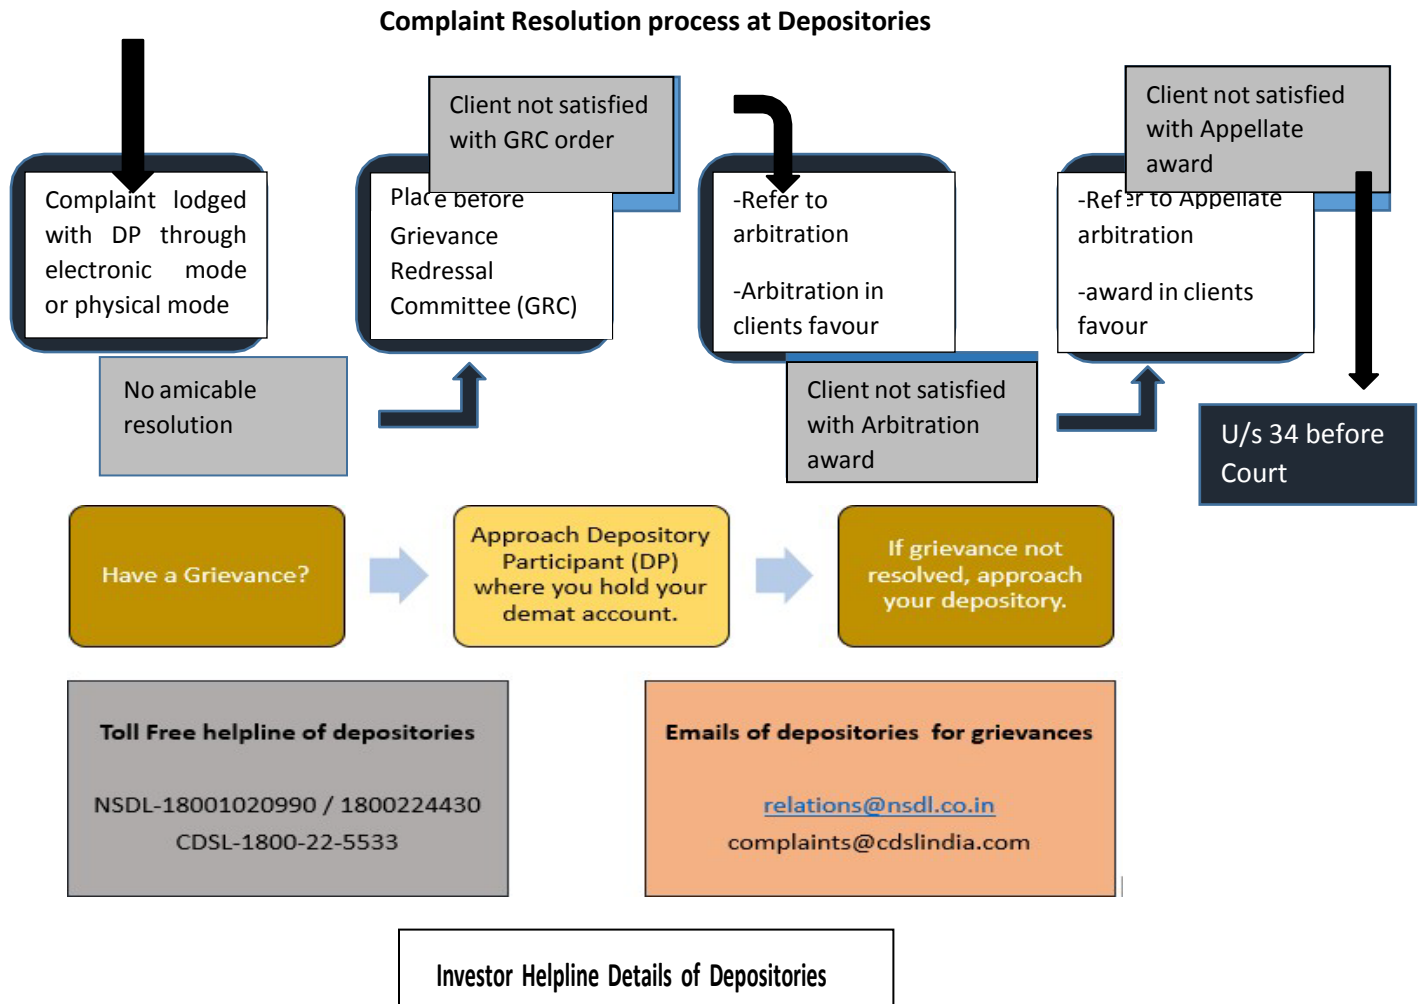 Complaint Resolution process at Depositories
Complaint lodged
with DP through
electronic mode
or physical mode
No amicable
resolution
Place before
Grievance
Redressal
Committee (GRC)
Client not satisfied
with GRC order
-Refer to
arbitration
-Arbitration in
clients favour
Client not satisfied
with Arbitration
award
-Refer to Appellate
arbitration
-award in clients
favour
Client not satisfied
with Appellate
award
U/s 34 before
Court
Have a Grievance?
Approach Depository
Participant (DP)
where you hold your
demat account.
If grievance not
resolved, approach
your depository.
Toll Free helpline of depositories
NSDL-18001020990 / 1800224430
CDSL-1800-22-5533
Emails of depositories for grievances
relations@nsdl.co.in
complaints@cdslindia.com
Investor Helpline Details of Depositories